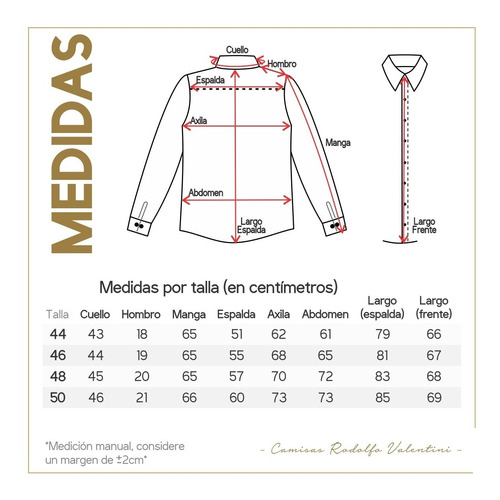 MEDIDAS
Cuello
Hombro
Espalda
Axila
Manga
Abdomen
Largo
Espalda
Largo
Frente
Medidas por talla (en centímetros)
Talla Cuello Hombro Manga Espalda Axila Abdomen Largo (espalda) Largo (frente)
44 43 18 65 51 62 61 79 66
46 44 19 65 55 68 65 81 67
48 45 20 65 57 70 72 83 68
50 46 21 66 60 73 73 85 69
*Medición manual, considere
un margen de ±2cm*
- Camisas Rodolfo Valentini -